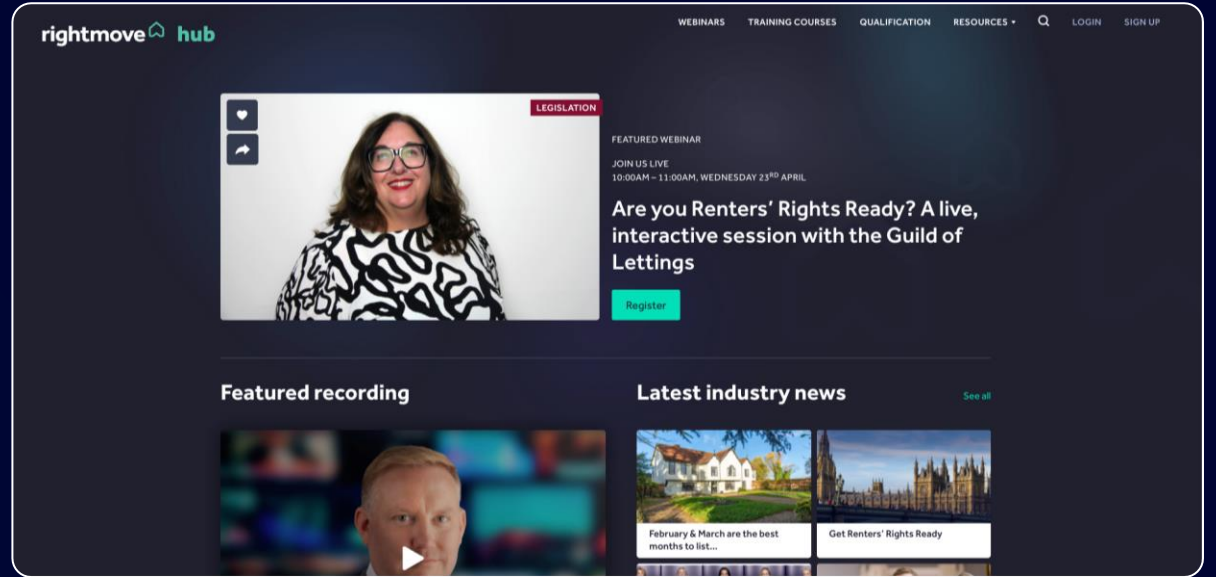 rightmove hub
WEBINARS TRAINING COURSES QUALIFICATION RESOURCES LOGIN SIGN UP
LEGISLATION
FEATURED WEBINAR
JOIN US LIVE
10:00AM – 11:00AM, WEDNESDAY 23RD APRIL
Are you Renters' Rights Ready? A live,
interactive session with the Guild of
Lettings
Register
Featured recording
Latest industry news
See all
February & March are the best
months to list...
Get Renters' Rights Ready